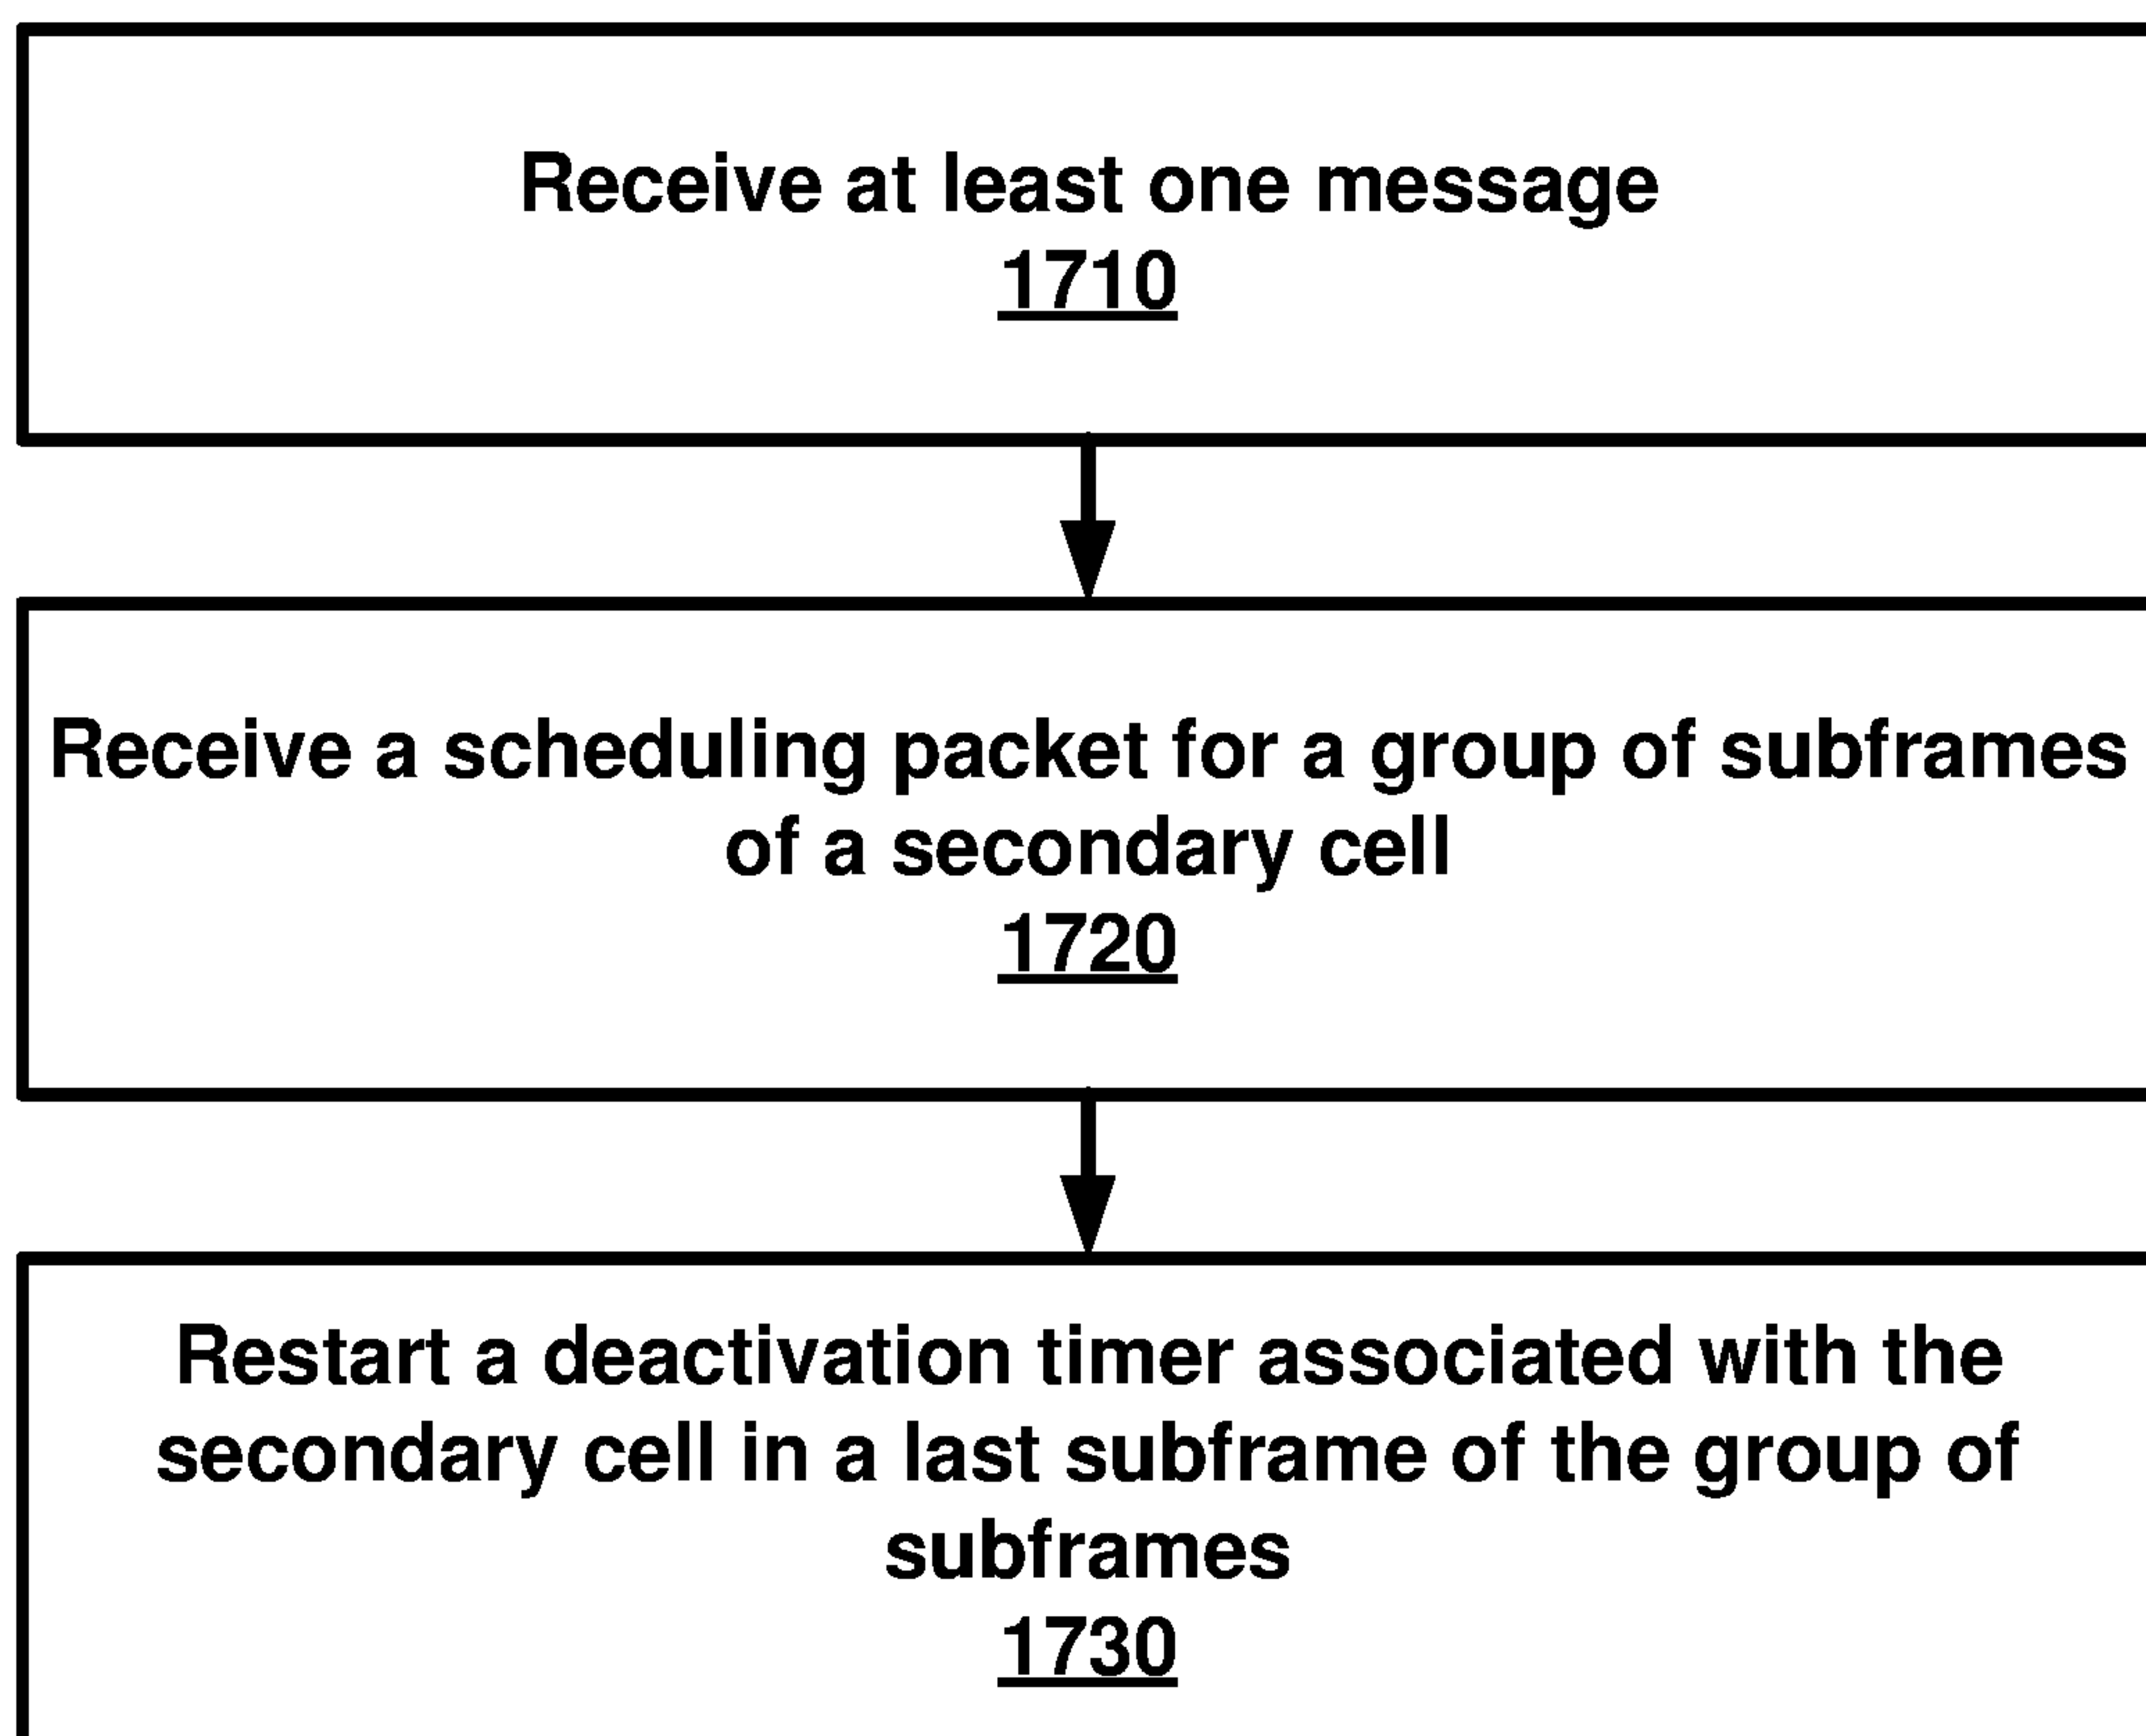 Receive at least one message
1710
Receive a scheduling packet for a group of subframes
of a secondary cell
1720
Restart a deactivation timer associated with the
secondary cell in a last subframe of the group of
subframes
1730